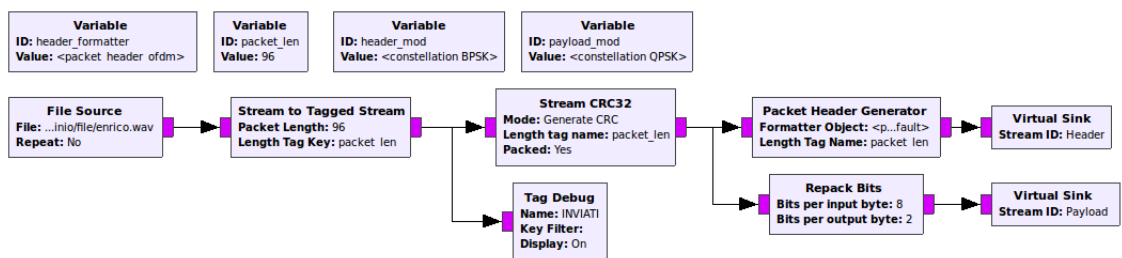 Variable
ID: header_formatter
Value: <packet header ofdm>
Variable
ID: packet_len
Value: 96
Variable
ID: header_mod
Value: <constellation BPSK>
Variable
ID: payload_mod
Value: <constellation QPSK>
File Source
File: ...inio/file/enrico.wav
Repeat: No
Stream to Tagged Stream
Packet Length: 96
Length Tag Key: packet len
Stream CRC32
Mode: Generate CRC
Length tag name: packet_len
Packed: Yes
Packet Header Generator
Formatter Object: <p...fault>
Length Tag Name: packet len
Virtual Sink
Stream ID: Header
Tag Debug
Name: INVIATI
Key Filter:
Display: On
Repack Bits
Bits per input byte: 8
Bits per output byte: 2
Virtual Sink
Stream ID: Payload